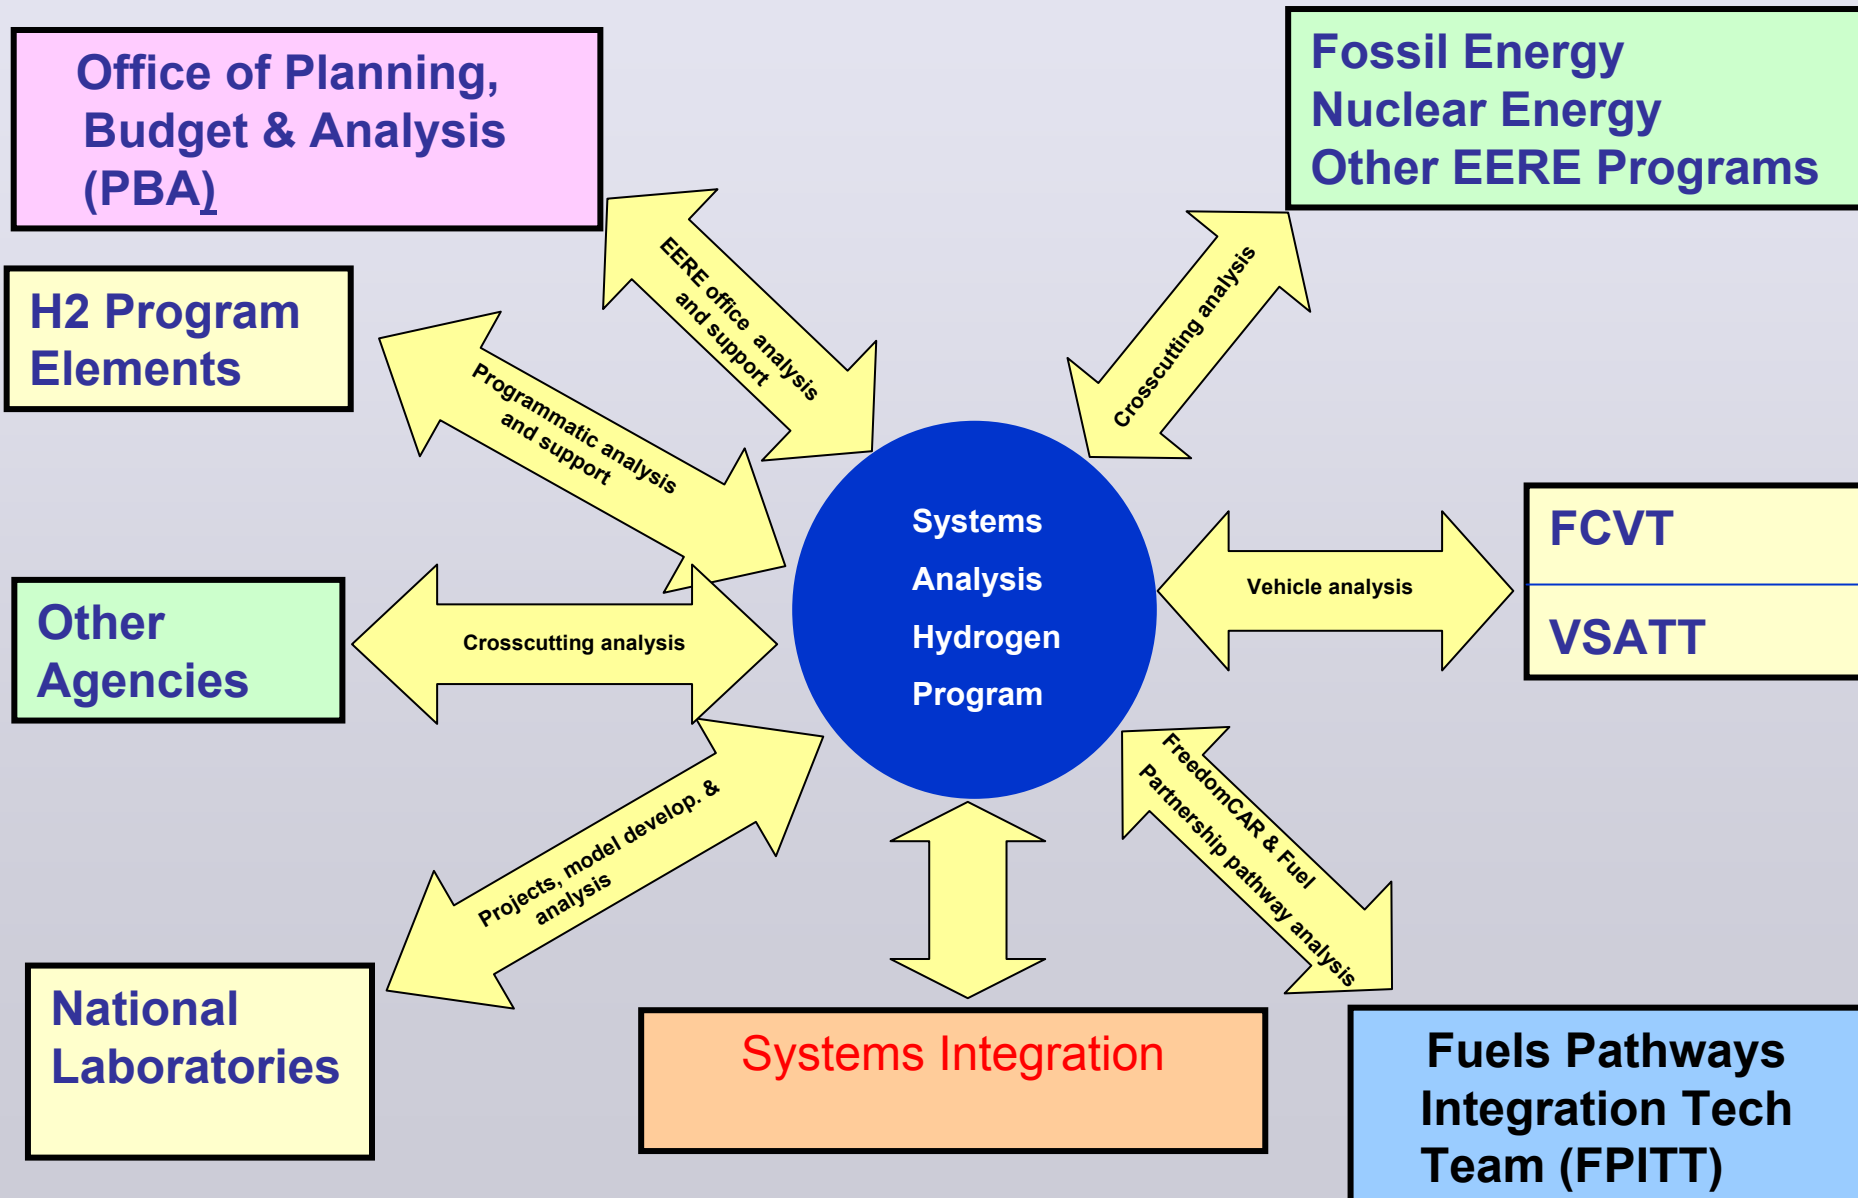 Office of Planning,
Budget & Analysis
(PBA)
Fossil Energy
Nuclear Energy
Other EERE Programs
EERE office analysis
and support
Crosscutting analysis
H2 Program
Elements
Programmatic analysis
and support
Systems
Analysis
Hydrogen
Program
FCVT
VSATT
Vehicle analysis
Other
Agencies
Crosscutting analysis
Projects, model develop. &
analysis
FreedomCAR & Fuel
Partnership pathway analysis
National
Laboratories
Systems Integration
Fuels Pathways
Integration Tech
Team (FPITT)